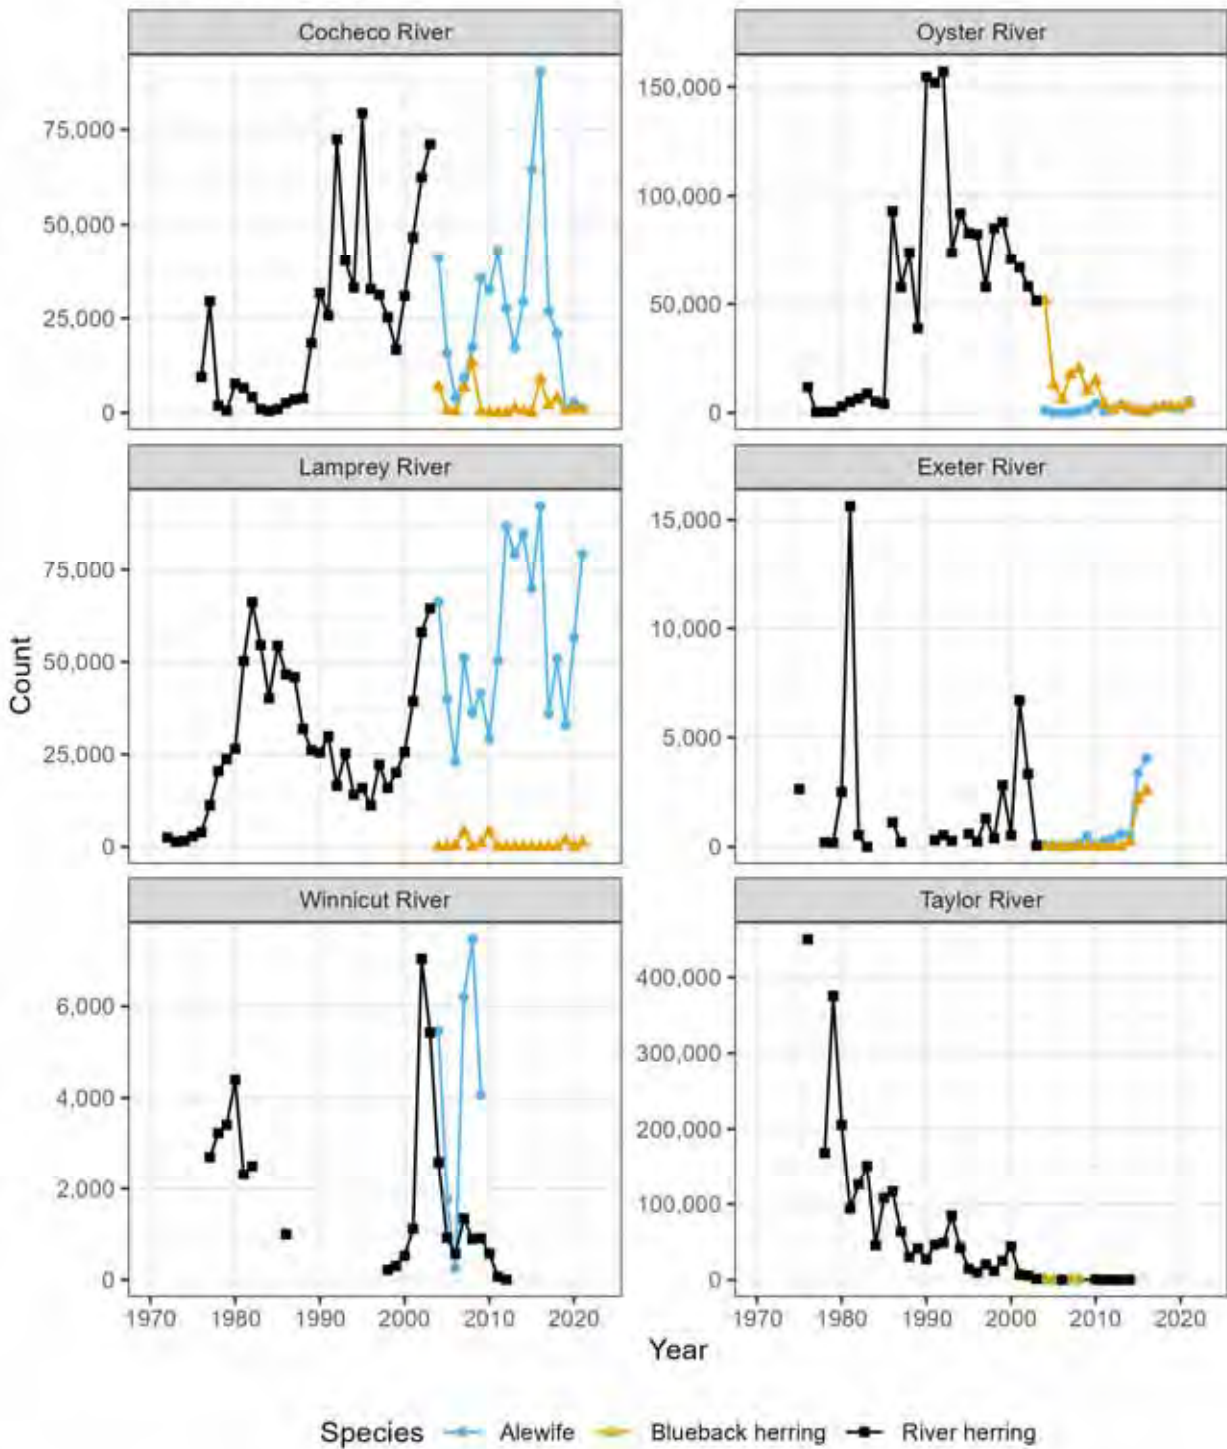 Cocheco River
Oyster River
75,000
50,000
25,000
0
150,000
100,000
50,000
0
Lamprey River
Exeter River
75,000
50,000
25,000
0
15,000
10,000
5,000
0
Count
Winnicut River
Taylor River
6,000
4,000
2,000
0
400,000
300,000
200,000
100,000
0
1970 1980 1990 2000 2010 2020
1970 1980 1990 2000 2010 2020
Year
Species Alewife Blueback herring River herring